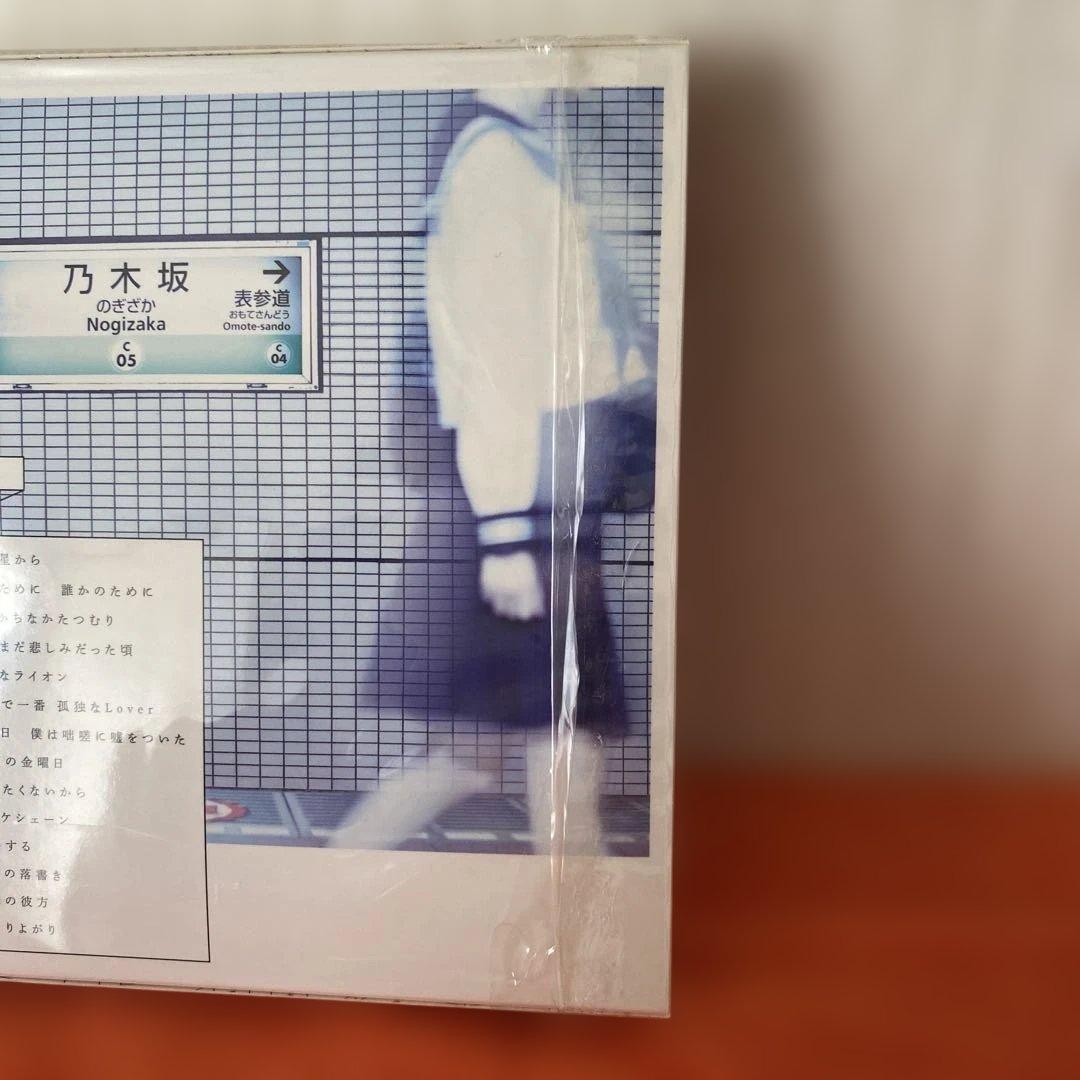 乃木坂
のぎざか
Nogizaka
C
05
→
表参道
おもてさんどう
Omote-sando
C
04
星から
ために 誰かのために
がちなかたつむり
まだ悲しみだった頃
なライオン
で一番 孤独なLover
日 僕は咄嗟に嘘をついた
の金曜日
たくないから
ケシェーン
する
の落書き
の彼方
りよがり